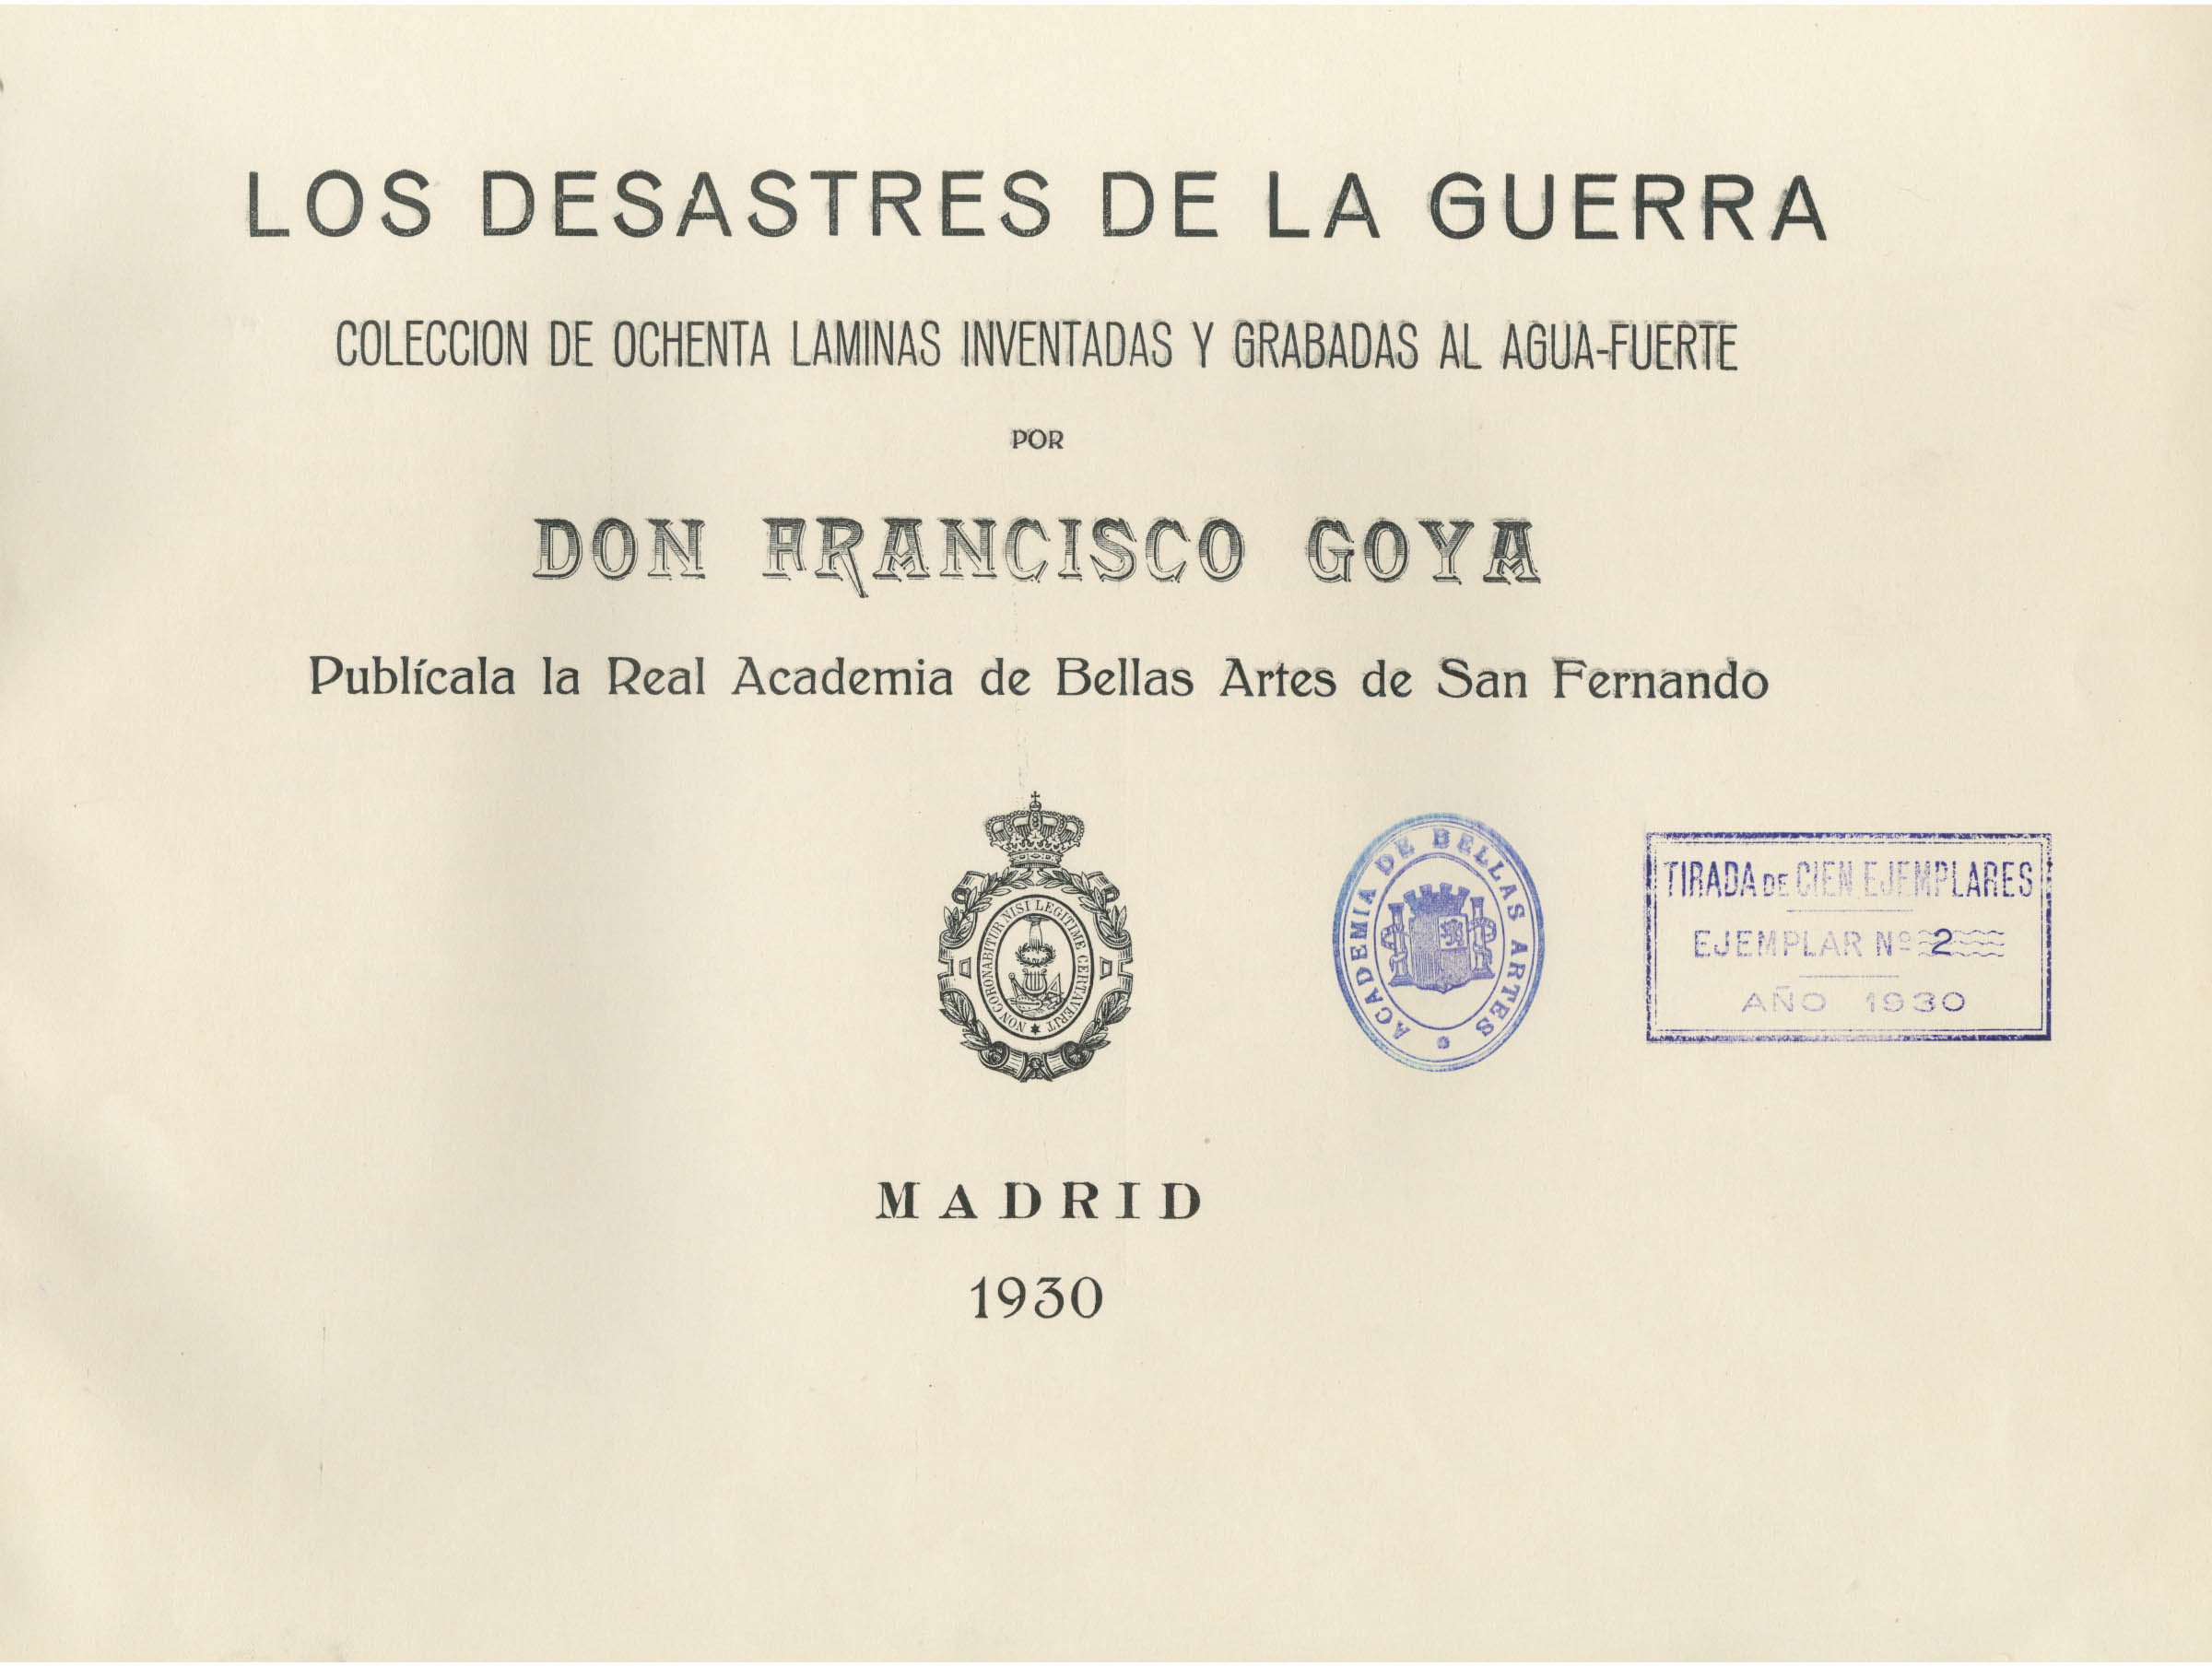 LOS DESASTRES DE LA GUERRA
COLECCION DE OCHENTA LAMINAS INVENTADAS Y GRABADAS AL AGUA-FUERTE
POR
DON FRANCISCO GOYA
Publícala la Real Academia de Bellas Artes de San Fernando
NON CORONABITUR NISI LEGITIME CERTAVERIT
ACADEMIA DE BELLAS ARTES
TIRADA DE CIEN EJEMPLARES
EJEMPLAR Nº 2
AÑO 1930
MADRID
1930